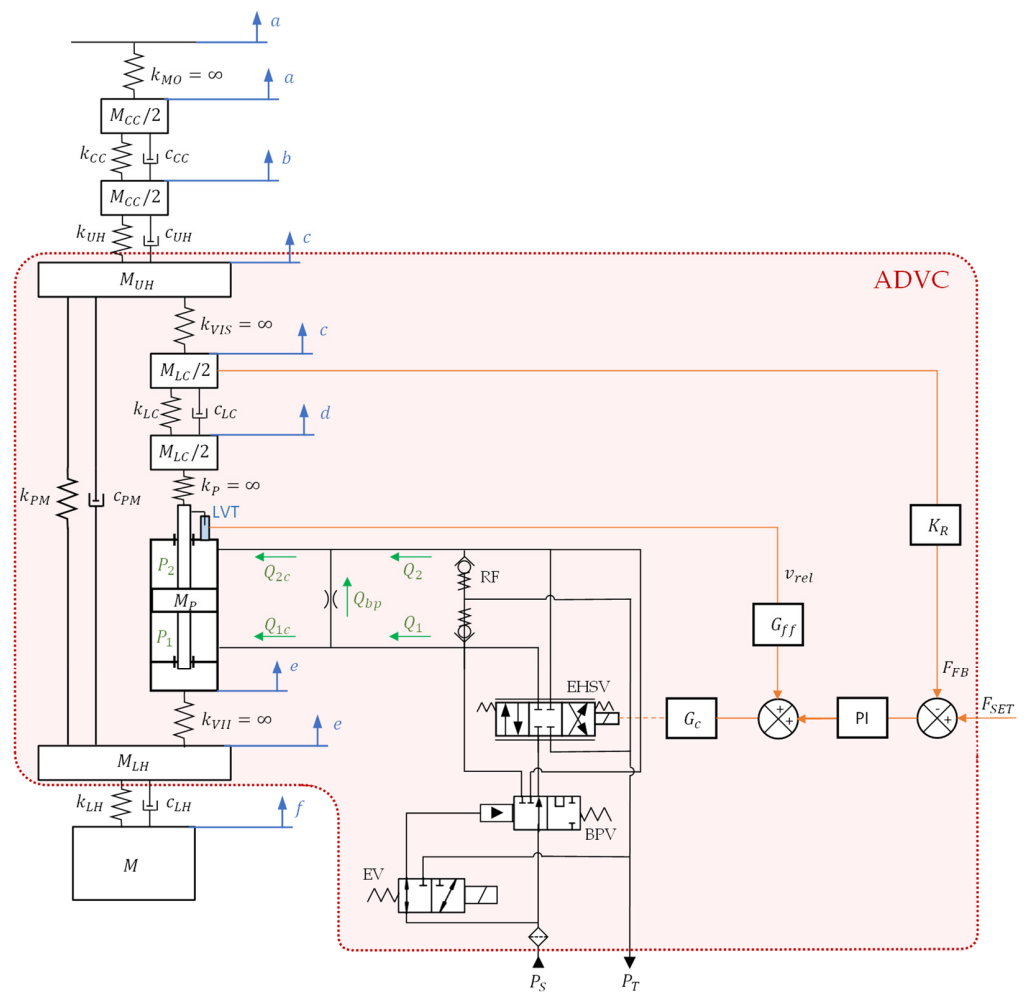 a
k_MO = ∞
a
M_CC/2
k_CC
c_CC
b
M_CC/2
k_UH
c_UH
c
M_UH
ADVC
k_VIS = ∞
c
M_LC/2
k_LC
c_LC
d
M_LC/2
k_P = ∞
k_PM
c_PM
LVT
K_R
P_2
Q_2c
Q_2
RF
v_rel
M_P
Q_bp
P_1
Q_1c
Q_1
G_ff
e
EHSV
F_FB
F_SET
k_VII = ∞
G_c
+
+
PI
-
+
e
M_LH
k_LH
c_LH
f
BPV
M
EV
P_S
P_T